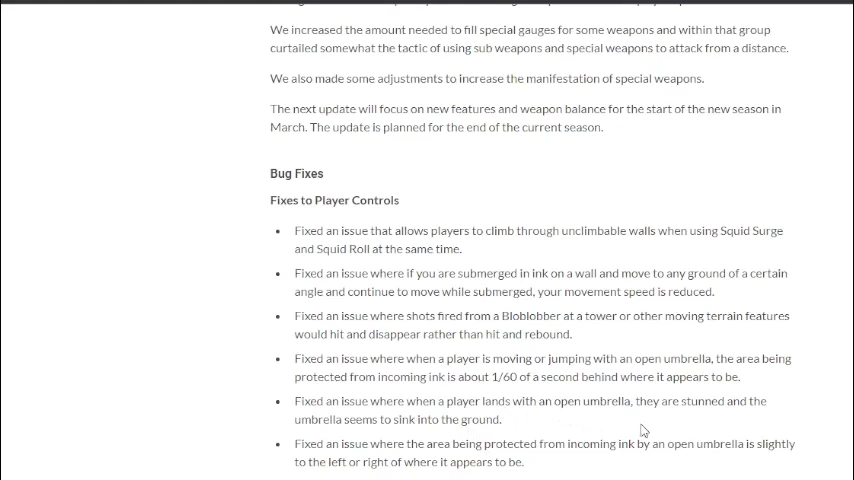 We increased the amount needed to fill special gauges for some weapons and within that group
curtailed somewhat the tactic of using sub weapons and special weapons to attack from a distance.
We also made some adjustments to increase the manifestation of special weapons.
The next update will focus on new features and weapon balance for the start of the new season in
March. The update is planned for the end of the current season.
Bug Fixes
Fixes to Player Controls
• Fixed an issue that allows players to climb through unclimbable walls when using Squid Surge
and Squid Roll at the same time.
• Fixed an issue where if you are submerged in ink on a wall and move to any ground of a certain
angle and continue to move while submerged, your movement speed is reduced.
• Fixed an issue where shots fired from a Bloblobber at a tower or other moving terrain features
would hit and disappear rather than hit and rebound.
• Fixed an issue where when a player is moving or jumping with an open umbrella, the area being
protected from incoming ink is about 1/60 of a second behind where it appears to be.
• Fixed an issue where when a player lands with an open umbrella, they are stunned and the
umbrella seems to sink into the ground.
• Fixed an issue where the area being protected from incoming ink by an open umbrella is slightly
to the left or right of where it appears to be.